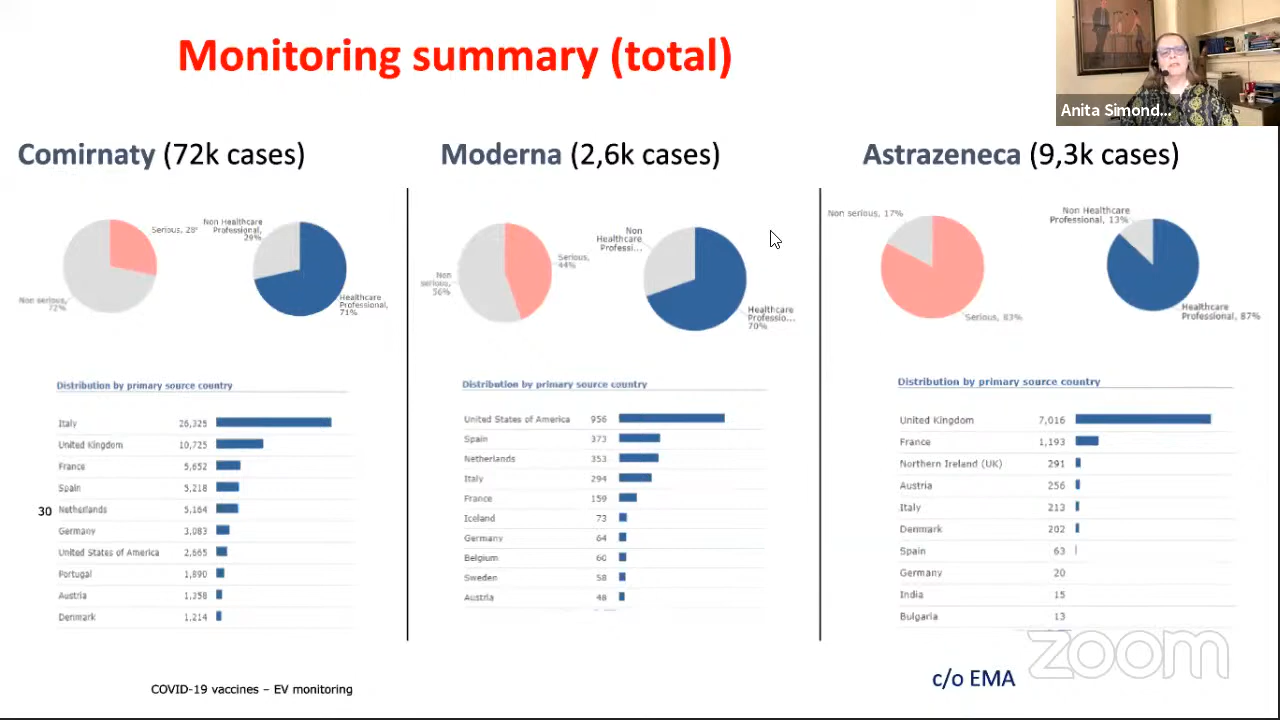 Monitoring summary (total)
Anita Simond...
Comirnaty (72k cases)
Serious, 28%
Non serious,
72%
Non Healthcare
Professional,
29%
Healthcare
Professional,
71%
Distribution by primary source country
Italy 26,325
United Kingdom 10,725
France 5,652
Spain 5,218
Netherlands 5,164
Germany 3,083
United States of America 2,665
Portugal 1,890
Austria 1,258
Denmark 1,214
30
Moderna (2,6k cases)
Serious,
44%
Non
serious,
56%
Non
Healthcare
Professi...
Healthcare
Professio...
70%
Distribution by primary source country
United States of America 956
Spain 373
Netherlands 353
Italy 294
France 159
Iceland 73
Germany 64
Belgium 60
Sweden 58
Austria 48
Astrazeneca (9,3k cases)
Non serious, 17%
Serious, 83%
Non Healthcare
Professional, 13%
Healthcare
Professional, 87%
Distribution by primary source country
United Kingdom 7,016
France 1,193
Northern Ireland (UK) 291
Austria 256
Italy 213
Denmark 202
Spain 63
Germany 20
India 15
Bulgaria 13
zoom
COVID-19 vaccines – EV monitoring
c/o EMA